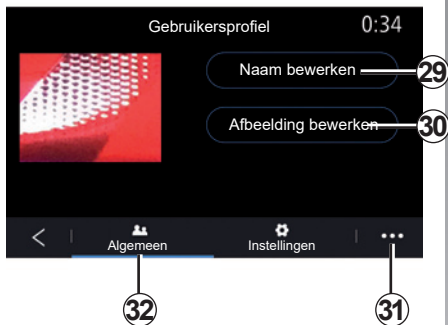 Gebruikersprofiel 0:34
Naam bewerken 29
Afbeelding bewerken 30
Algemeen Instellingen
32 31